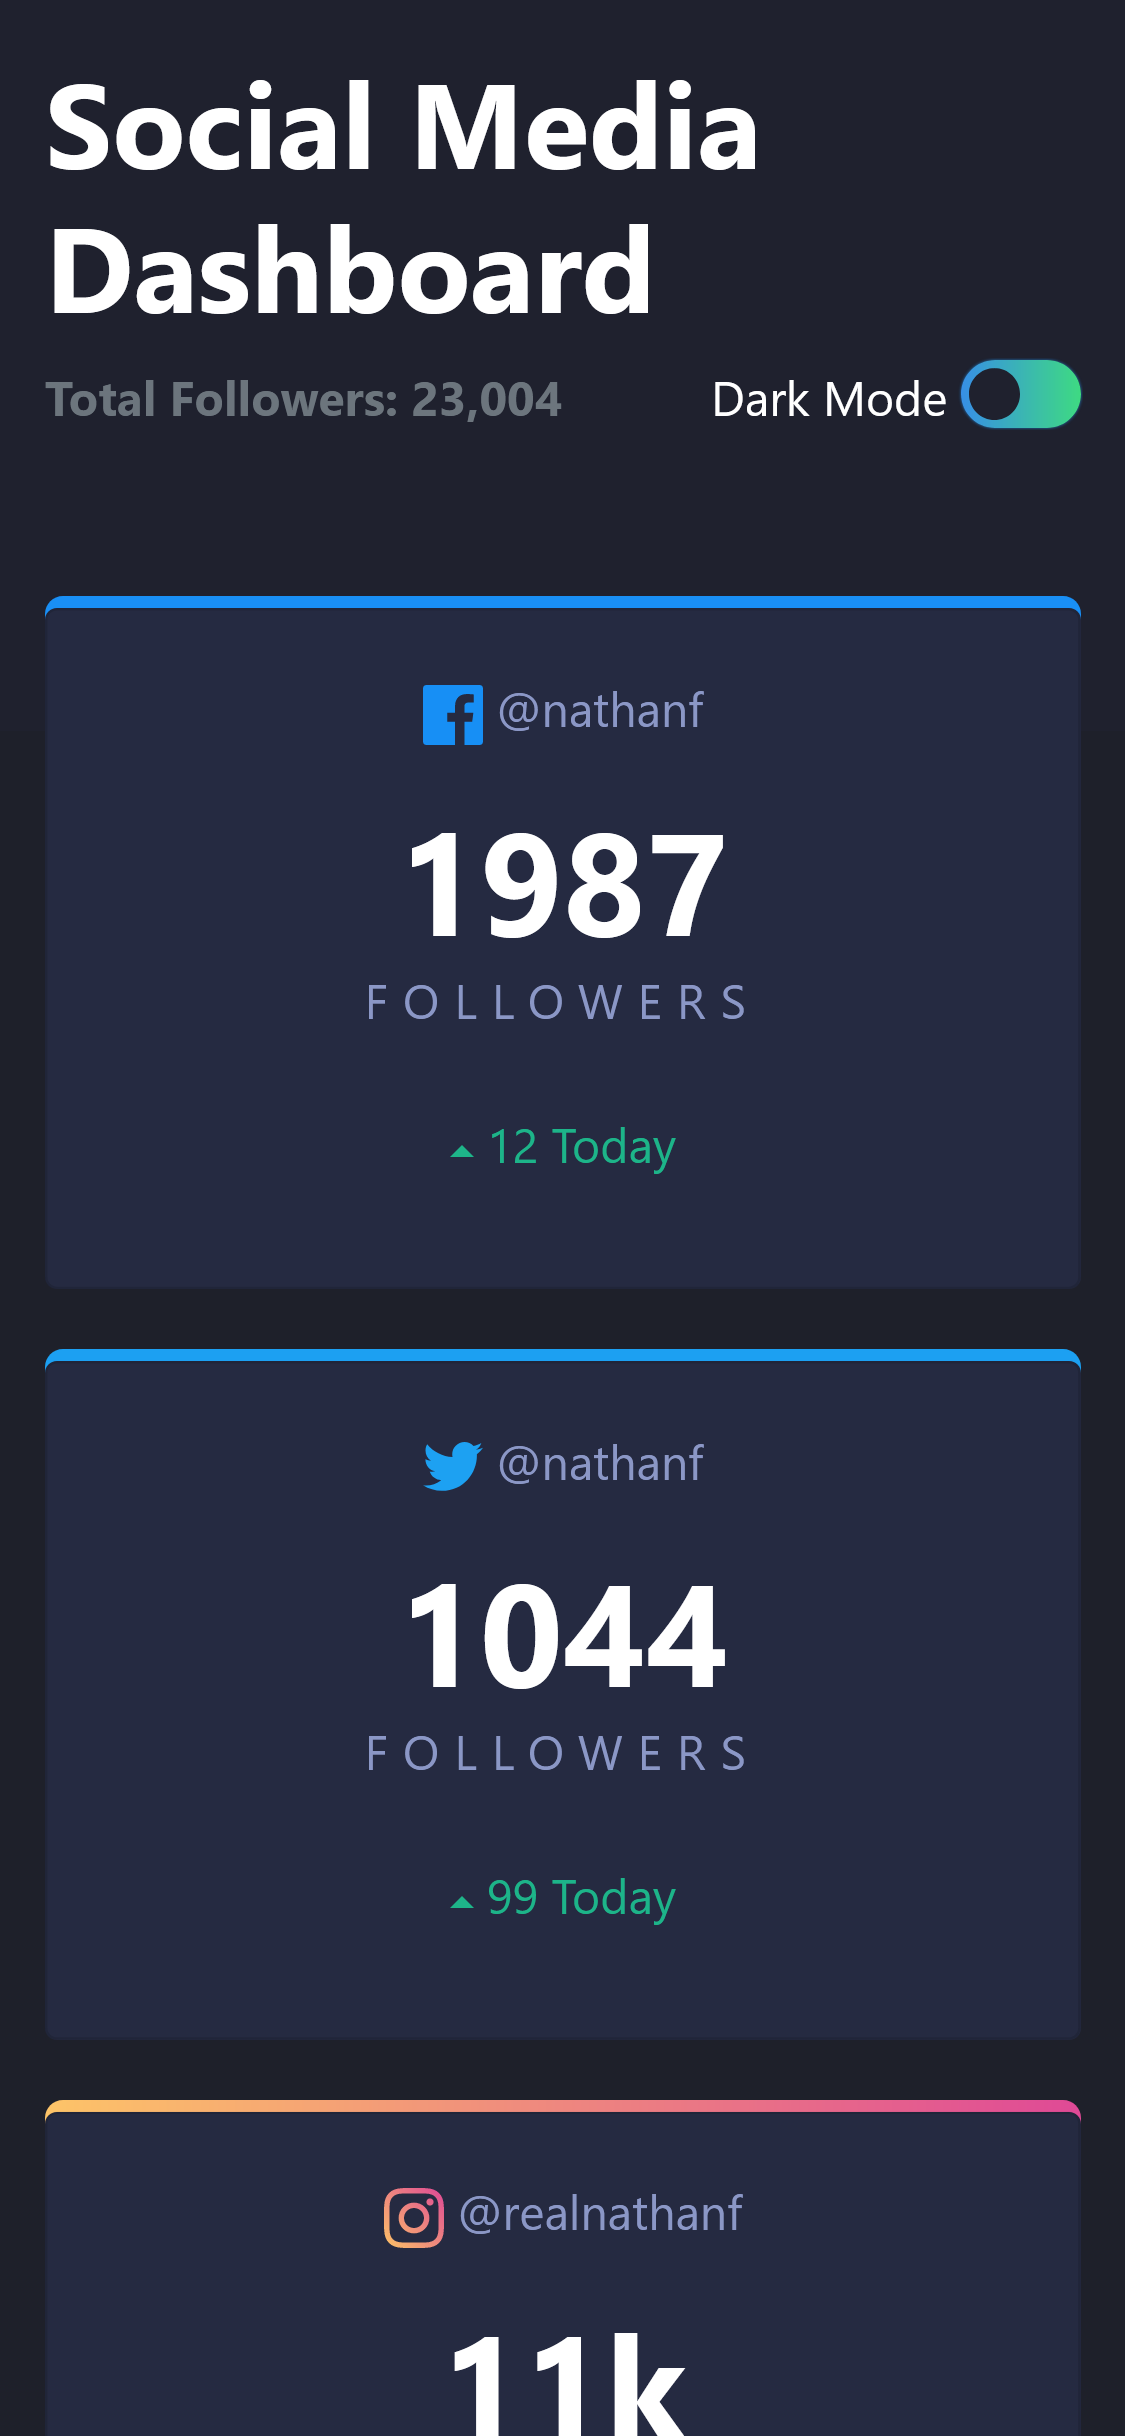 Social Media
Dashboard
Total Followers: 23,004
Dark Mode
@nathanf
1987
FOLLOWERS
12 Today
@nathanf
1044
FOLLOWERS
99 Today
@realnathanf
11k